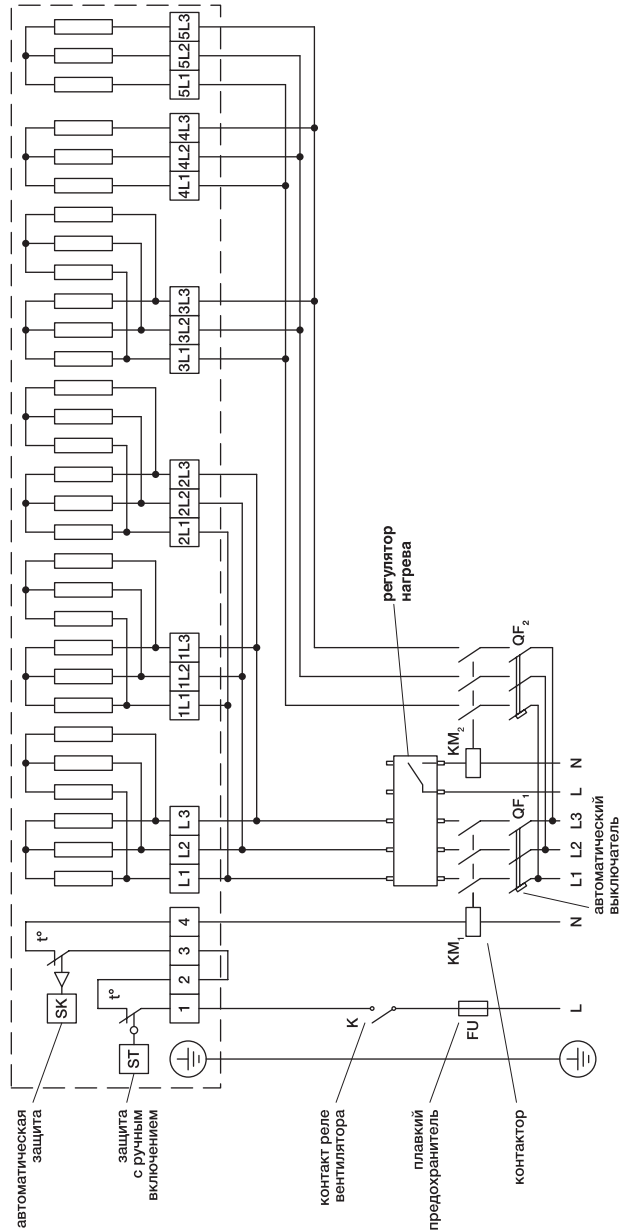 автоматическая
защита
защита
с ручным
включением
SK
t°
ST
t°
1
2
3
4
L1
L2
L3
1L1
1L2
1L3
2L1
2L2
2L3
3L1
3L2
3L3
4L1
4L2
4L3
5L1
5L2
5L3
контакт реле
вентилятора
K
плавкий
предохранитель
FU
контактор
KM1
KM2
регулятор
нагрева
QF1
QF2
автоматический
выключатель
L
N
L1
L2
L3
L
N